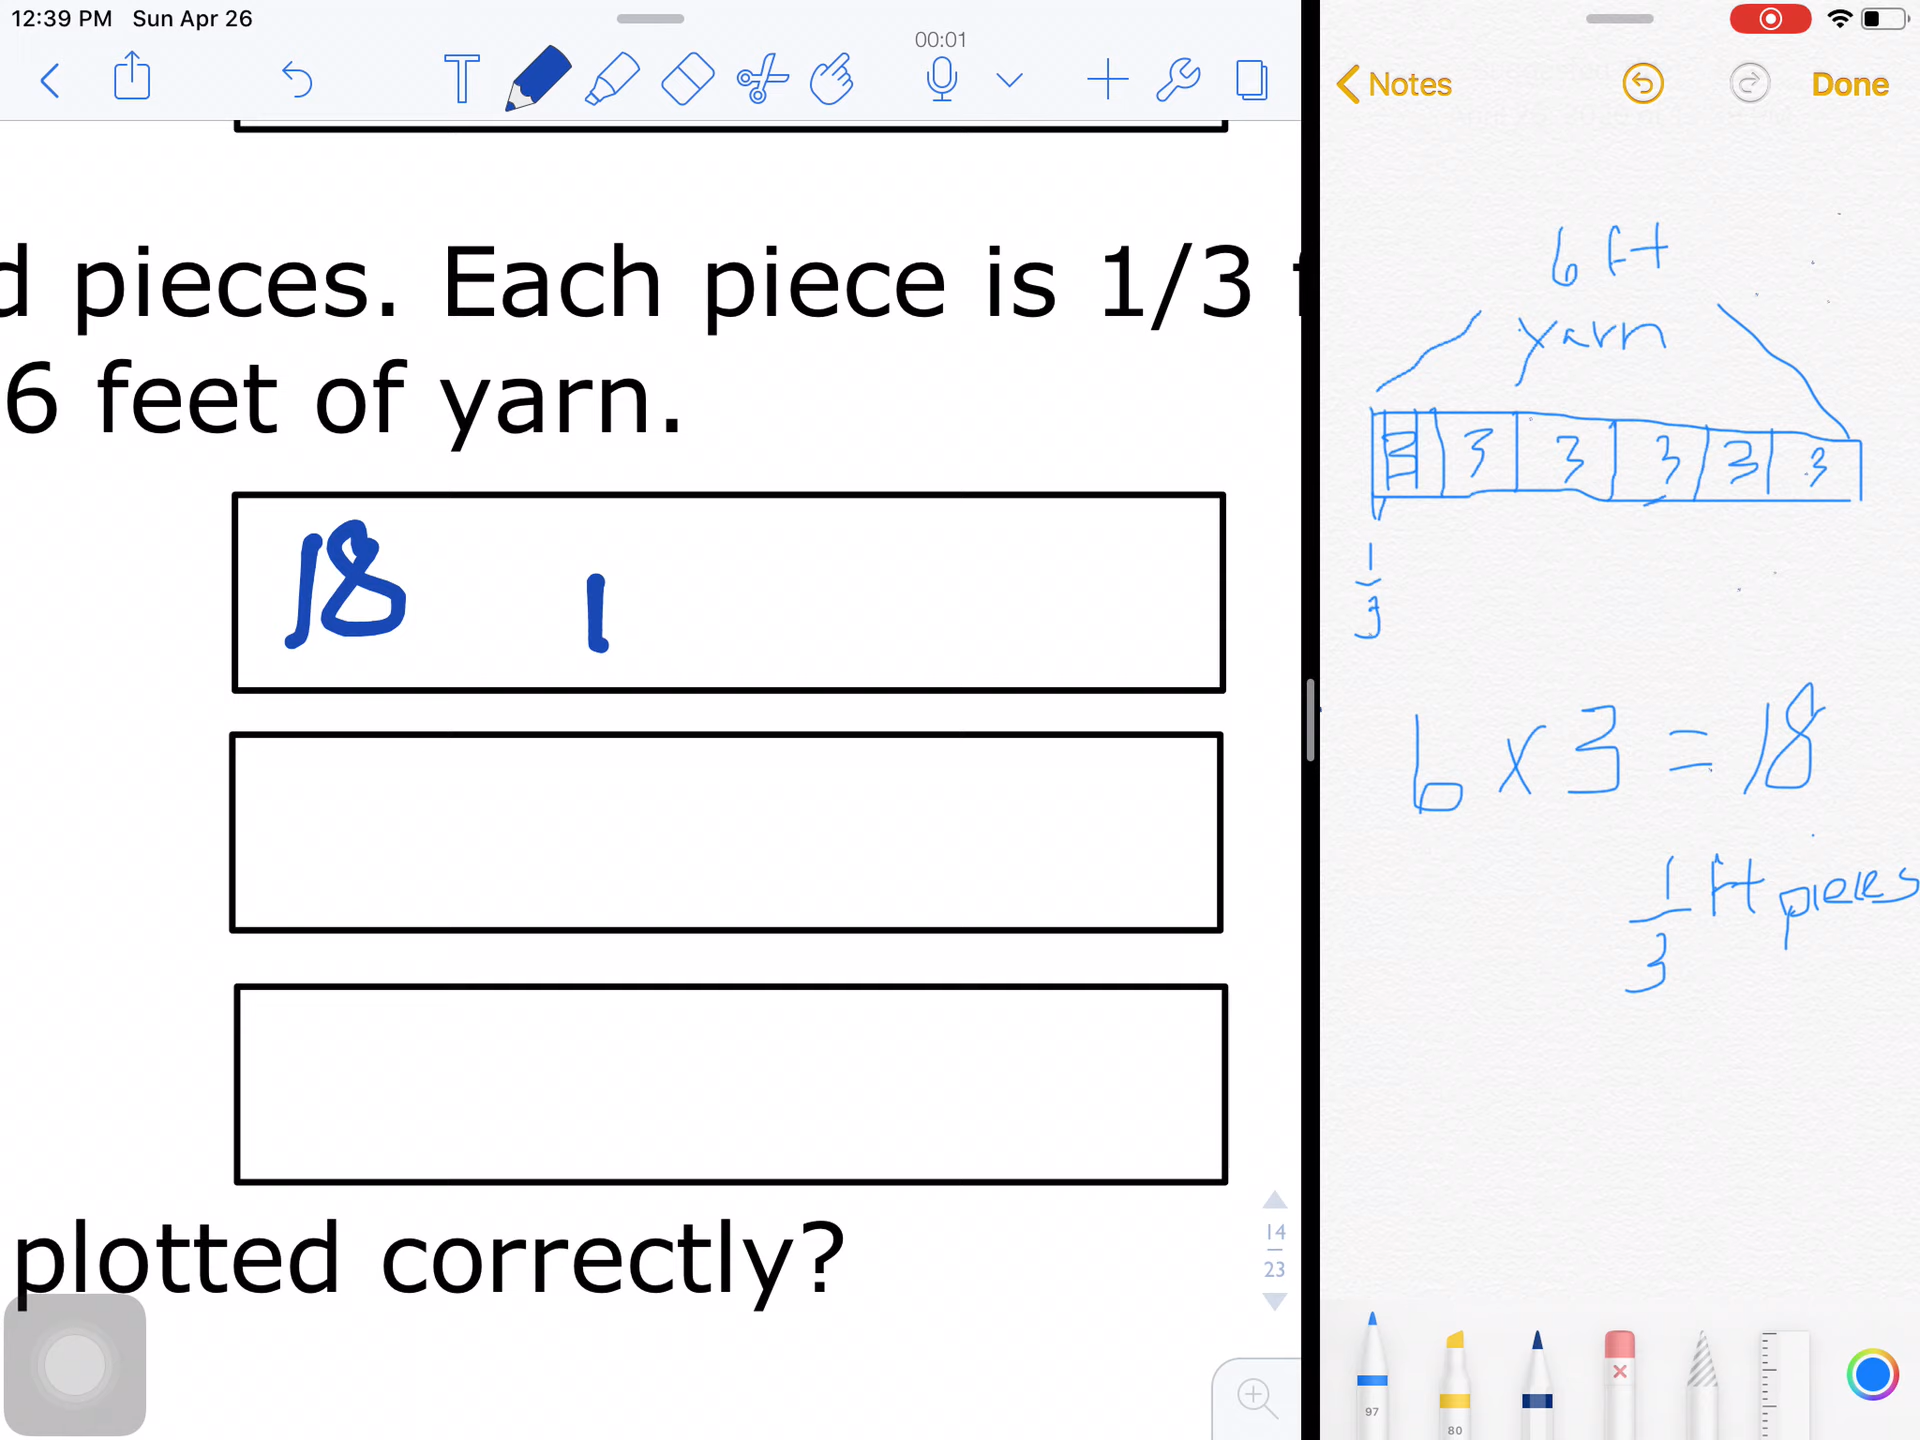 12:39 PM Sun Apr 26
00:01
T
d pieces. Each piece is 1/3 f
6 feet of yarn.
18 1
plotted correctly?
14
23
Notes
Done
6 ft
yarn
3 3 3 3 3 3
1
3
6 x 3 = 18
1 ft pieces
3
97
80